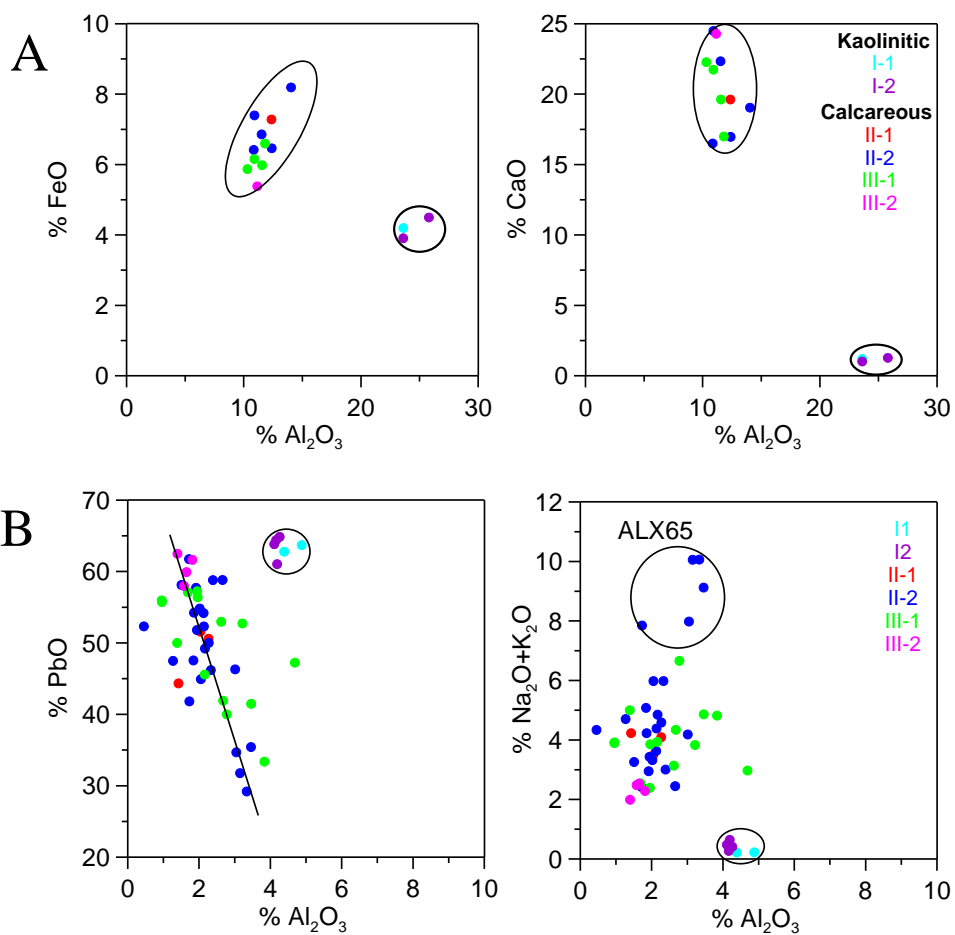 A
10
8
6
4
2
0
% FeO
0
10
20
30
% Al₂O₃
25
20
15
10
5
0
% CaO
0
10
20
30
% Al₂O₃
Kaolinitic
I-1
I-2
Calcareous
II-1
II-2
III-1
III-2
B
70
60
50
40
30
20
% PbO
0
2
4
6
8
10
% Al₂O₃
12
10
8
6
4
2
0
% Na₂O+K₂O
0
2
4
6
8
10
% Al₂O₃
ALX65
I1
I2
II-1
II-2
III-1
III-2